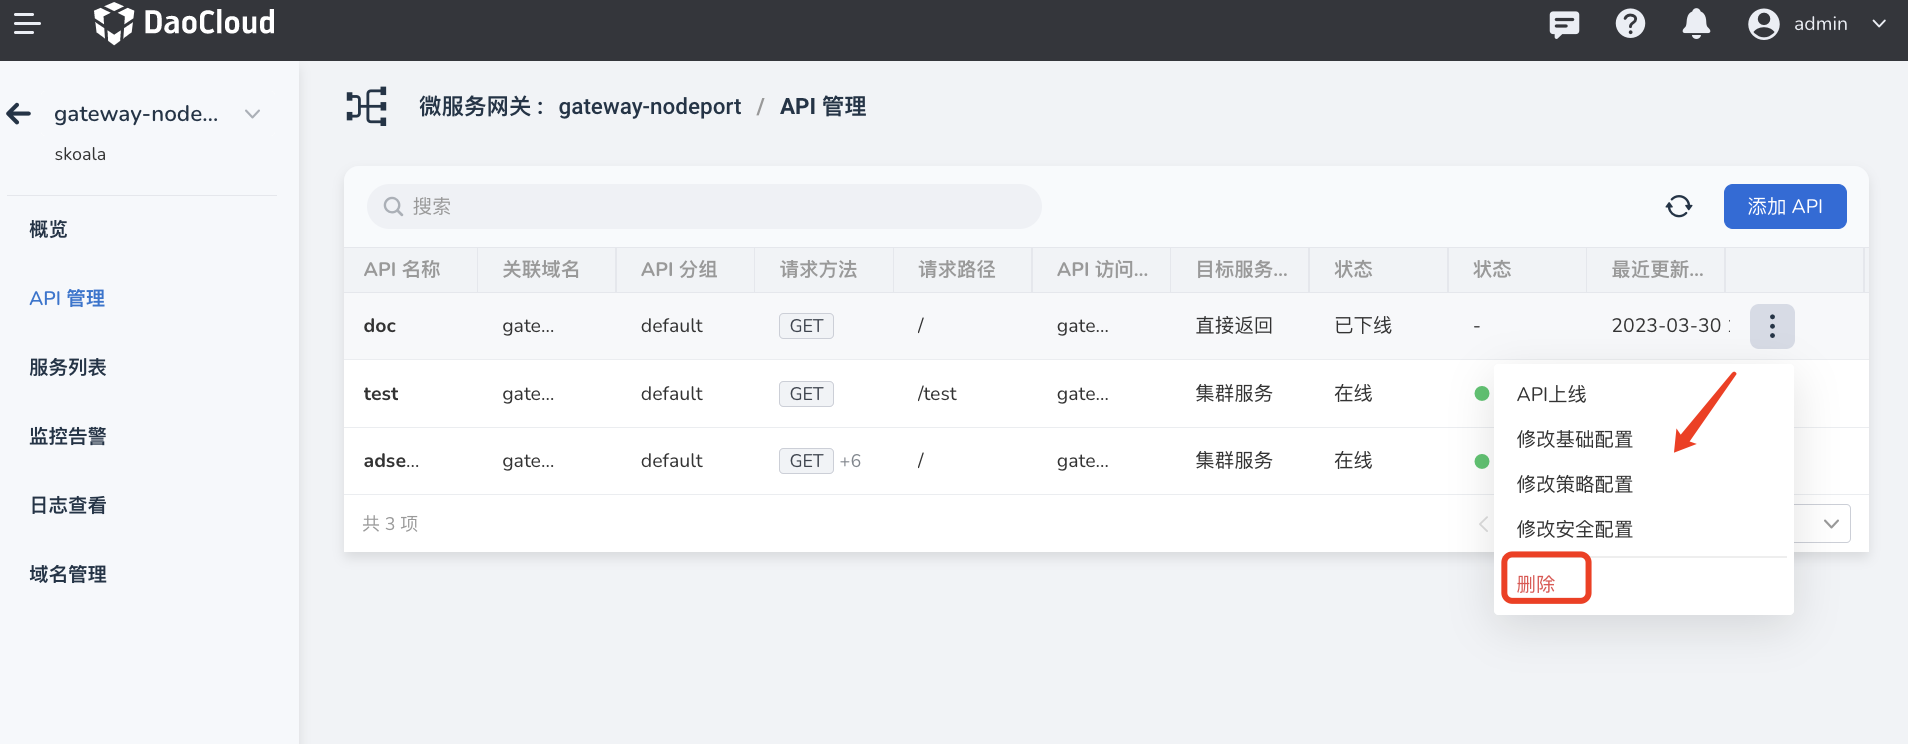 DaoCloud
admin
gateway-node...
skoala
概览
API 管理
服务列表
监控告警
日志查看
域名管理
微服务网关： gateway-nodeport / API 管理
搜索
添加 API
API 名称 关联域名 API 分组 请求方法 请求路径 API 访问... 目标服务... 状态 状态 最近更新...
doc gate... default GET / gate... 直接返回 已下线 - 2023-03-30
test gate... default GET /test gate... 集群服务 在线
adse... gate... default GET +6 / gate... 集群服务 在线
共 3 项
API上线
修改基础配置
修改策略配置
修改安全配置
删除